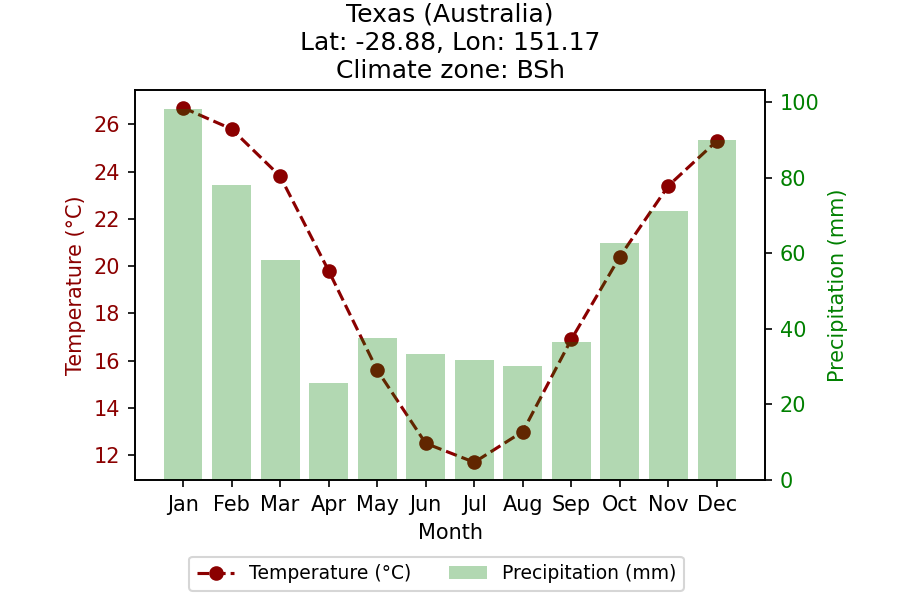 Texas (Australia)
Lat: -28.88, Lon: 151.17
Climate zone: BSh
Temperature (°C)
26
24
22
20
18
16
14
12
100
80
60
40
20
0
Precipitation (mm)
Jan Feb Mar Apr May Jun Jul Aug Sep Oct Nov Dec
Month
Temperature (°C) Precipitation (mm)